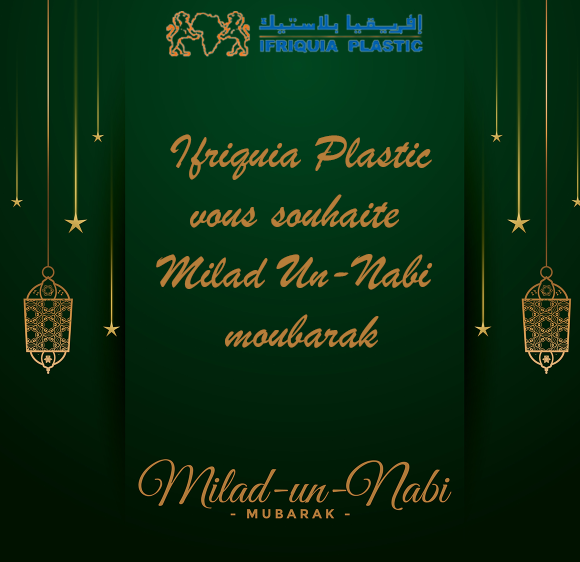 إفريقيا بلاستيك
IFRIQUIA PLASTIC
Ifriquia Plastic
vous souhaite
Milad Un-Nabi
moubarak
Milad-un-Nabi
- MUBARAK -